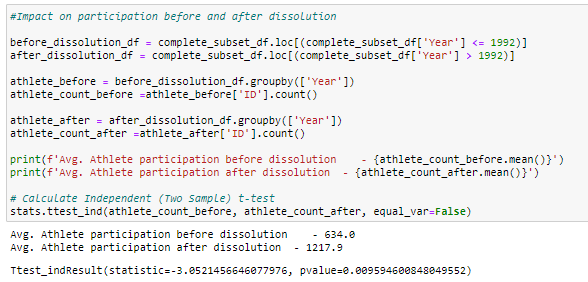 #Impact on participation before and after dissolution
before_dissolution_df = complete_subset_df.loc[(complete_subset_df['Year'] <= 1992)]
after_dissolution_df = complete_subset_df.loc[(complete_subset_df['Year'] > 1992)]
athlete_before = before_dissolution_df.groupby(['Year'])
athlete_count_before =athlete_before['ID'].count()
athlete_after = after_dissolution_df.groupby(['Year'])
athlete_count_after =athlete_after['ID'].count()
print(f'Avg. Athlete participation before dissolution    - {athlete_count_before.mean()}')
print(f'Avg. Athlete participation after dissolution  - {athlete_count_after.mean()}')
# Calculate Independent (Two Sample) t-test
stats.ttest_ind(athlete_count_before, athlete_count_after, equal_var=False)
Avg. Athlete participation before dissolution    - 634.0
Avg. Athlete participation after dissolution  - 1217.9
Ttest_indResult(statistic=-3.0521456646077976, pvalue=0.009594600848049552)